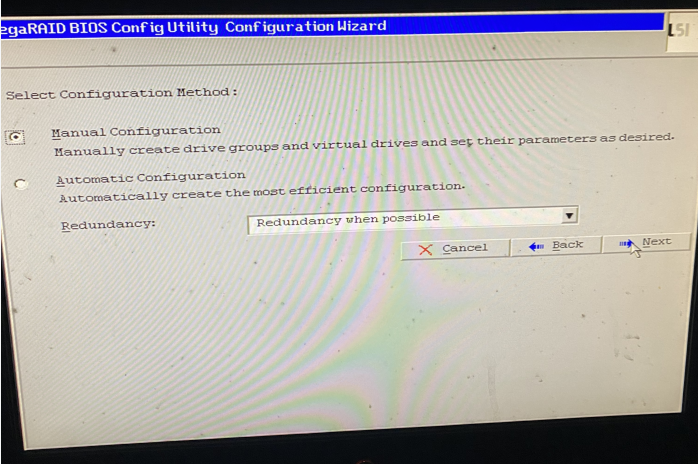 egaRAID BIOS Config Utility Configuration Wizard
LSI
Select Configuration Method:
Manual Configuration
Manually create drive groups and virtual drives and set their parameters as desired.
Automatic Configuration
Automatically create the most efficient configuration.
Redundancy: Redundancy when possible
Cancel Back Next